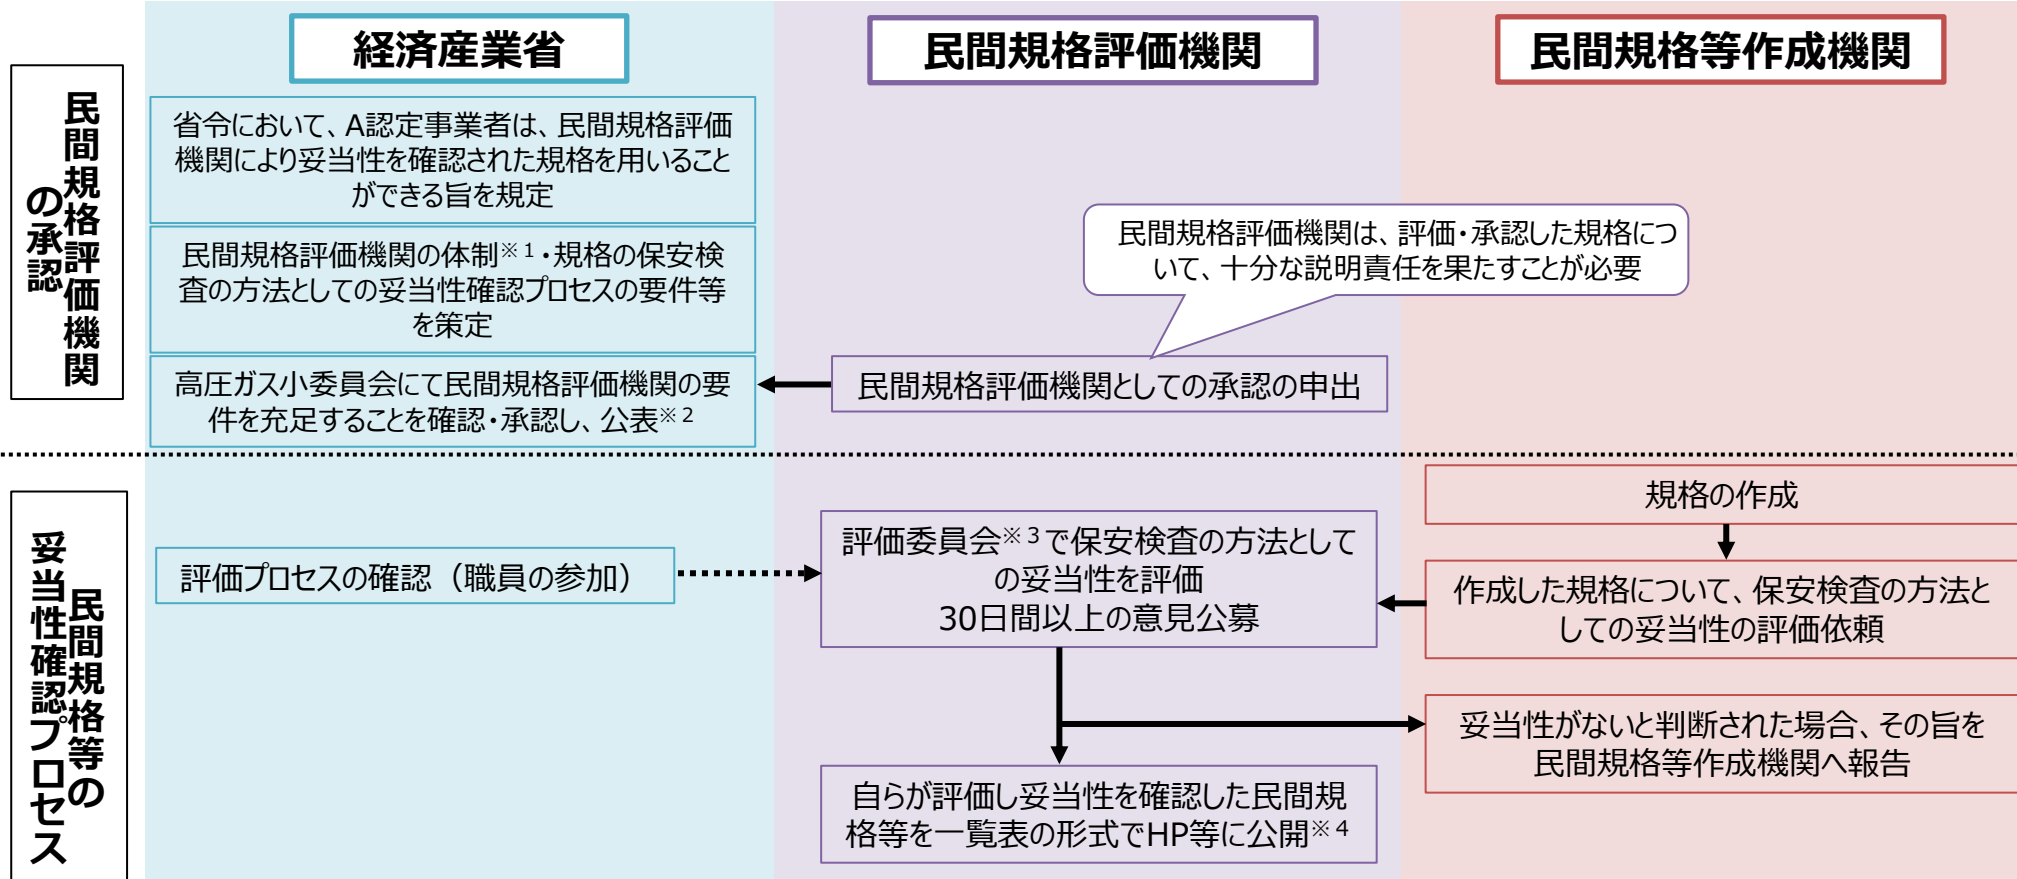 経済産業省
民間規格評価機関
民間規格等作成機関
民間規格評価機関
の承認
省令において、A認定事業者は、民間規格評価
機関により妥当性を確認された規格を用いること
ができる旨を規定
民間規格評価機関の体制※1・規格の保安検
査の方法としての妥当性確認プロセスの要件等
を策定
民間規格評価機関は、評価・承認した規格につ
いて、十分な説明責任を果たすことが必要
高圧ガス小委員会にて民間規格評価機関の要
件を充足することを確認・承認し、公表※2
民間規格評価機関としての承認の申出
民間規格等の
妥当性確認プロセス
規格の作成
評価プロセスの確認（職員の参加）
評価委員会※3で保安検査の方法として
の妥当性を評価
30日間以上の意見公募
作成した規格について、保安検査の方法と
しての妥当性の評価依頼
妥当性がないと判断された場合、その旨を
民間規格等作成機関へ報告
自らが評価し妥当性を確認した民間規
格等を一覧表の形式でHP等に公開※4